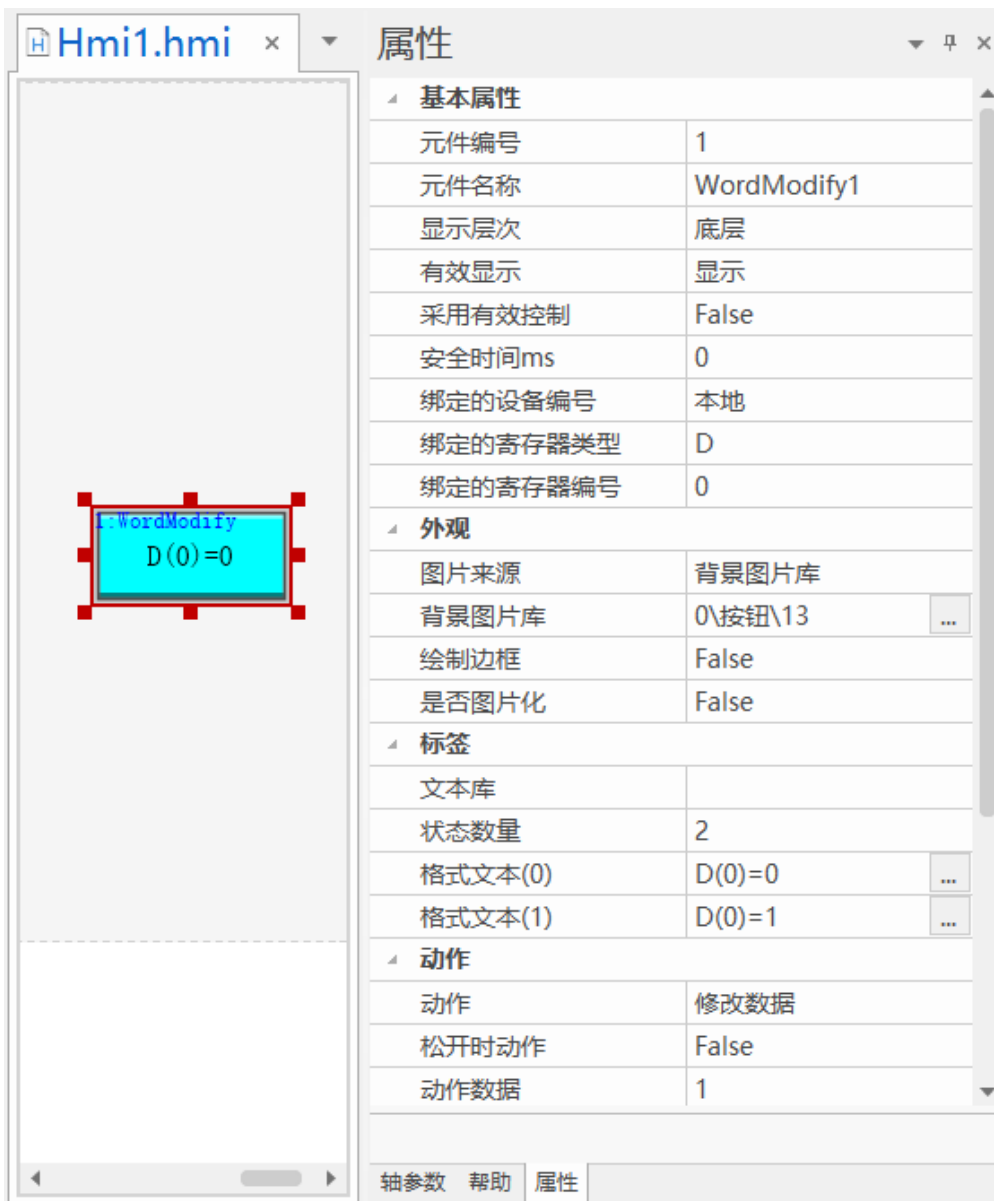 Hmi1.hmi
1:WordModify
D(0)=0
属性
基本属性
元件编号 1
元件名称 WordModify1
显示层次 底层
有效显示 显示
采用有效控制 False
安全时间ms 0
绑定的设备编号 本地
绑定的寄存器类型 D
绑定的寄存器编号 0
外观
图片来源 背景图片库
背景图片库 0\按钮\13 ...
绘制边框 False
是否图片化 False
标签
文本库
状态数量 2
格式文本(0) D(0)=0 ...
格式文本(1) D(0)=1 ...
动作
动作 修改数据
松开时动作 False
动作数据 1
轴参数 帮助 属性